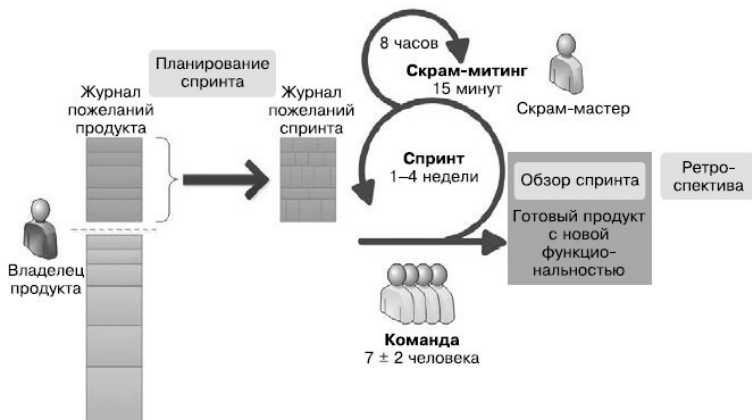 Журнал
пожеланий
продукта
Планирование
спринта
Журнал
пожеланий
спринта
8 часов
Скрам-митинг
15 минут
Скрам-мастер
Спринт
1–4 недели
Обзор спринта
Ретро-
спектива
Готовый продукт
с новой
функцио-
нальностью
Владелец
продукта
Команда
7 ± 2 человека